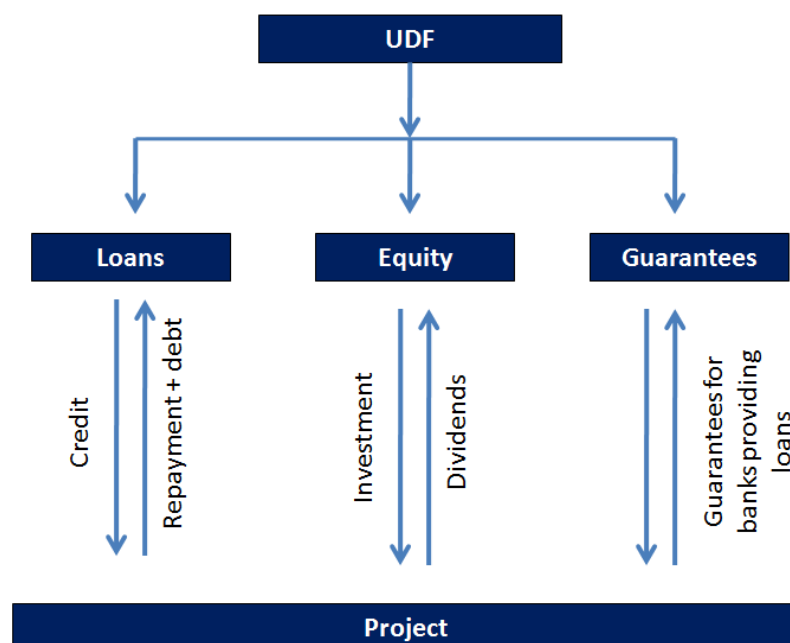 UDF
Loans
Equity
Guarantees
Credit
Repayment + debt
Investment
Dividends
Guarantees for
banks providing
loans
Project